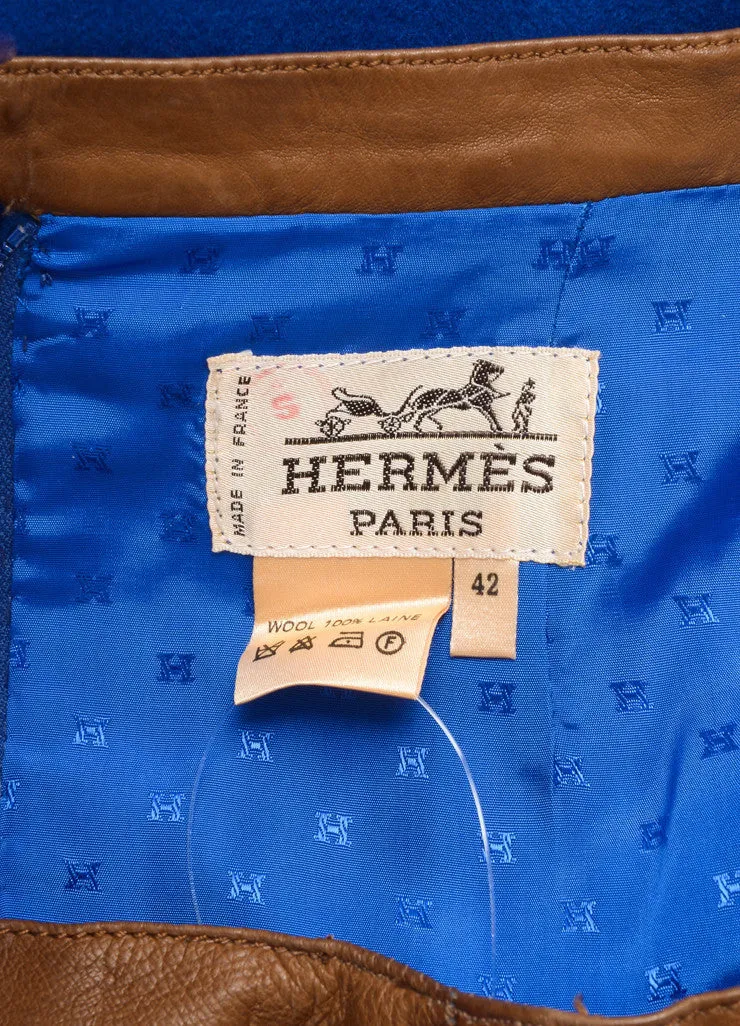 MADE IN FRANCE
S
HERMÈS
PARIS
42
WOOL 100% LAINE
F